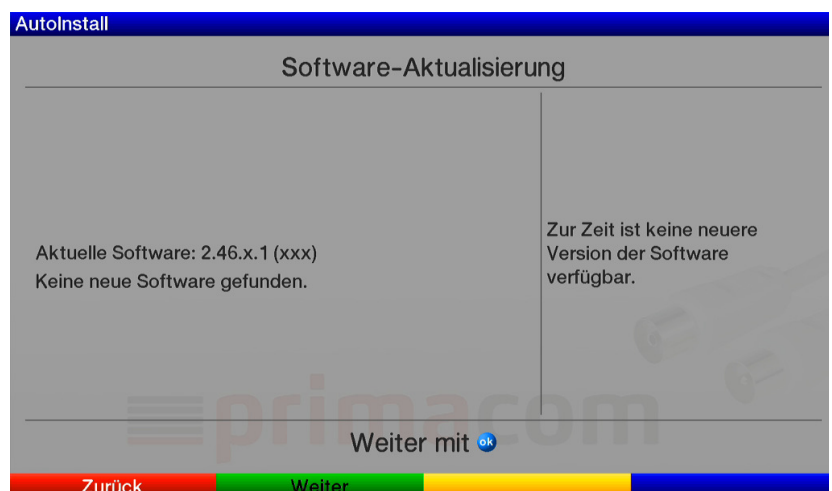 AutoInstall
Software-Aktualisierung
Aktuelle Software: 2.46.x.1 (xxx)
Keine neue Software gefunden.
Zur Zeit ist keine neuere
Version der Software
verfügbar.
primacom
Weiter mit ok
Zurück
Weiter